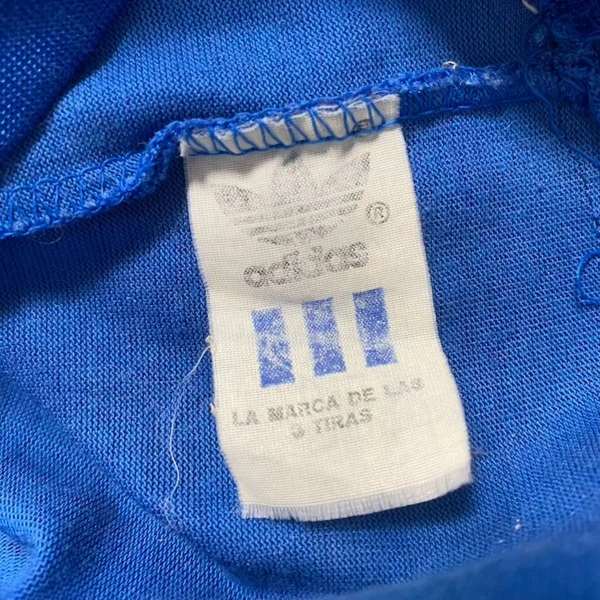 ®
adidas
LA MARCA DE LAS
3 TIRAS